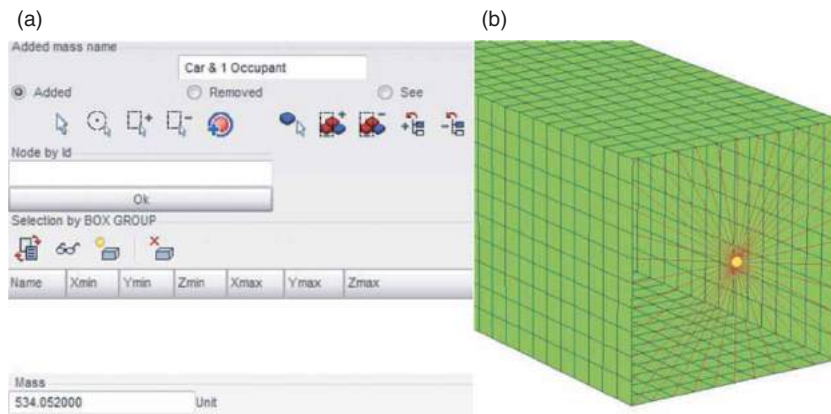 (a)
(b)
Added mass name
Car & 1 Occupant
Added
Removed
See
Node by Id
Ok
Selection by BOX GROUP
Name Xmin Ymin Zmin Xmax Ymax Zmax
Mass
534.052000 Unit